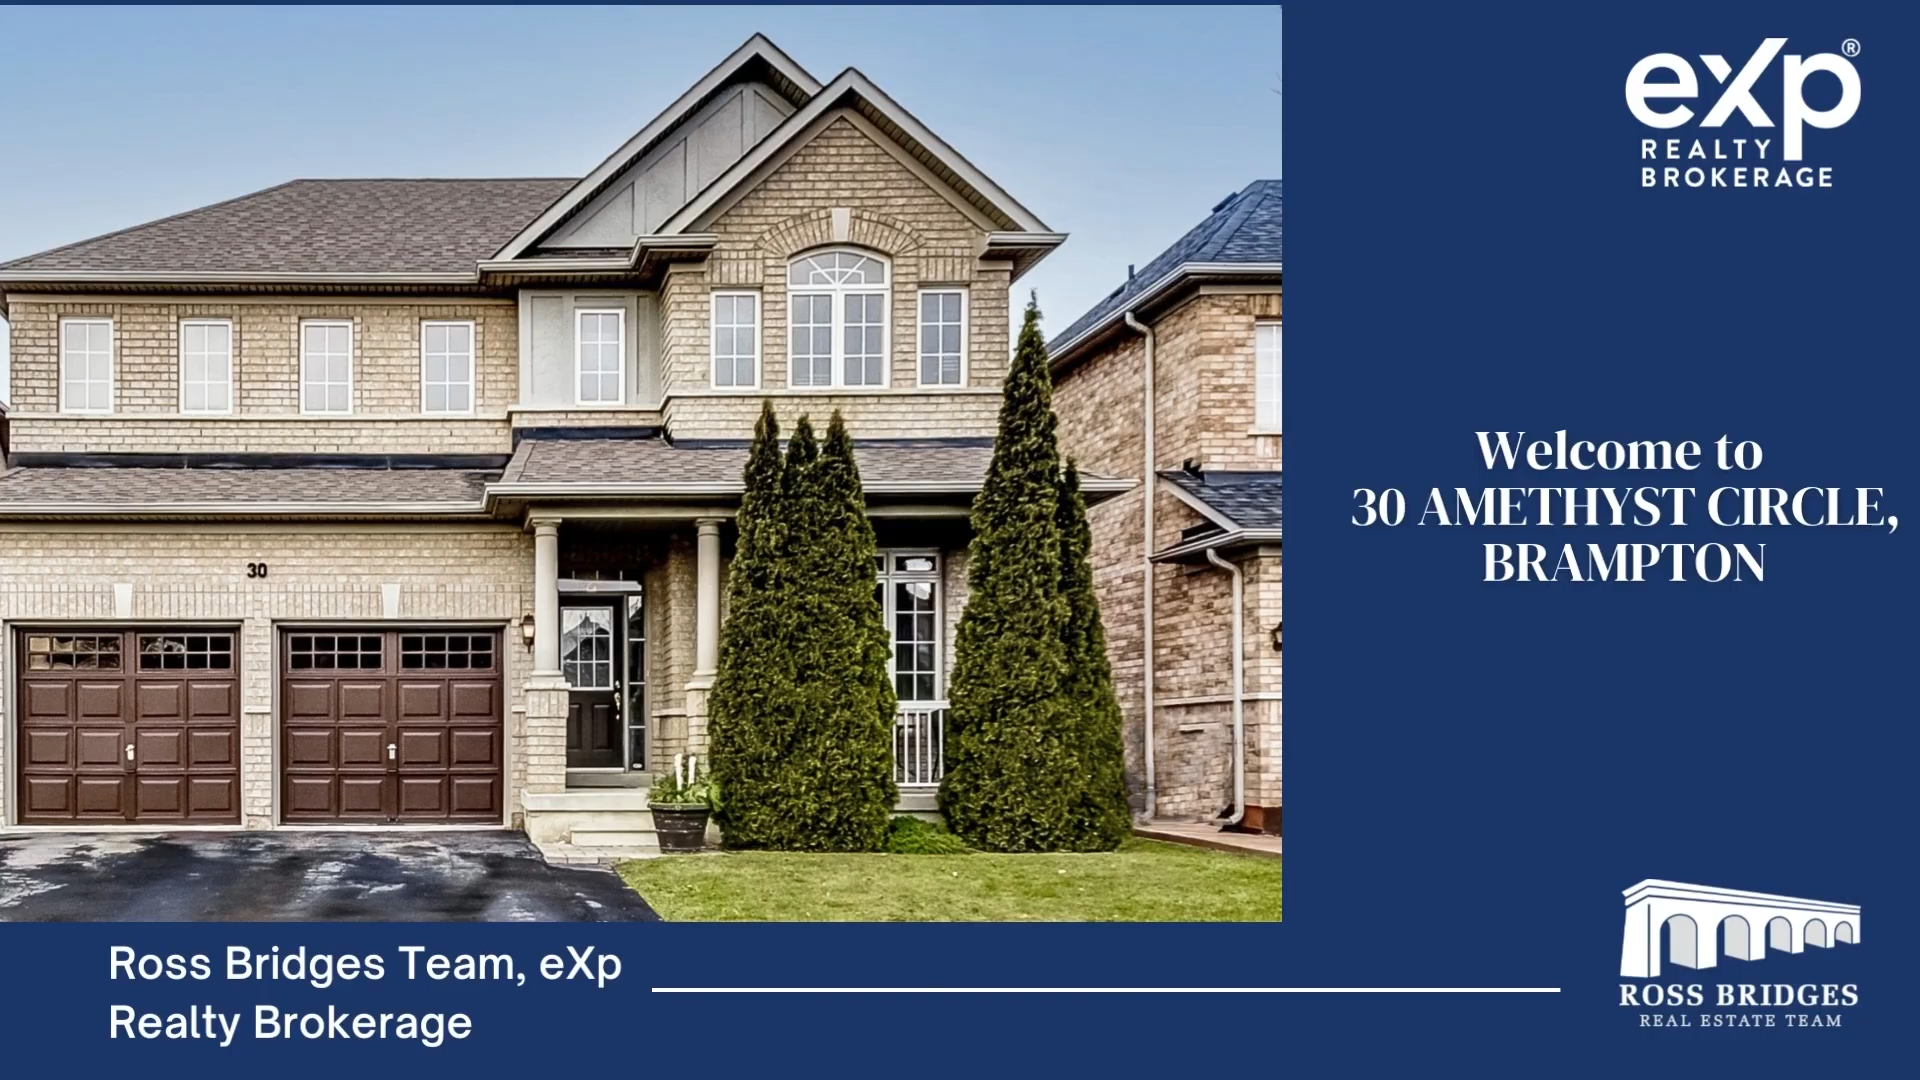 eXp®
REALTY
BROKERAGE
Welcome to
30 AMETHYST CIRCLE,
BRAMPTON
30
Ross Bridges Team, eXp
Realty Brokerage
ROSS BRIDGES
REAL ESTATE TEAM